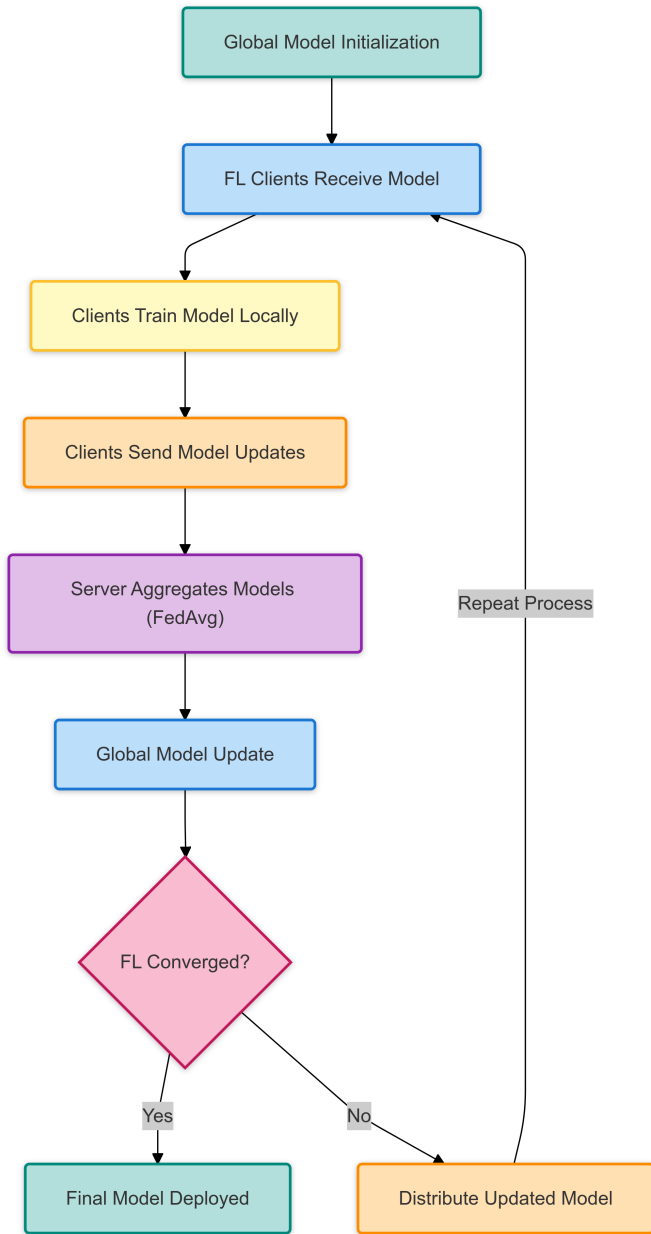 Global Model Initialization
FL Clients Receive Model
Clients Train Model Locally
Clients Send Model Updates
Server Aggregates Models
(FedAvg)
Repeat Process
Global Model Update
FL Converged?
Yes
No
Final Model Deployed
Distribute Updated Model